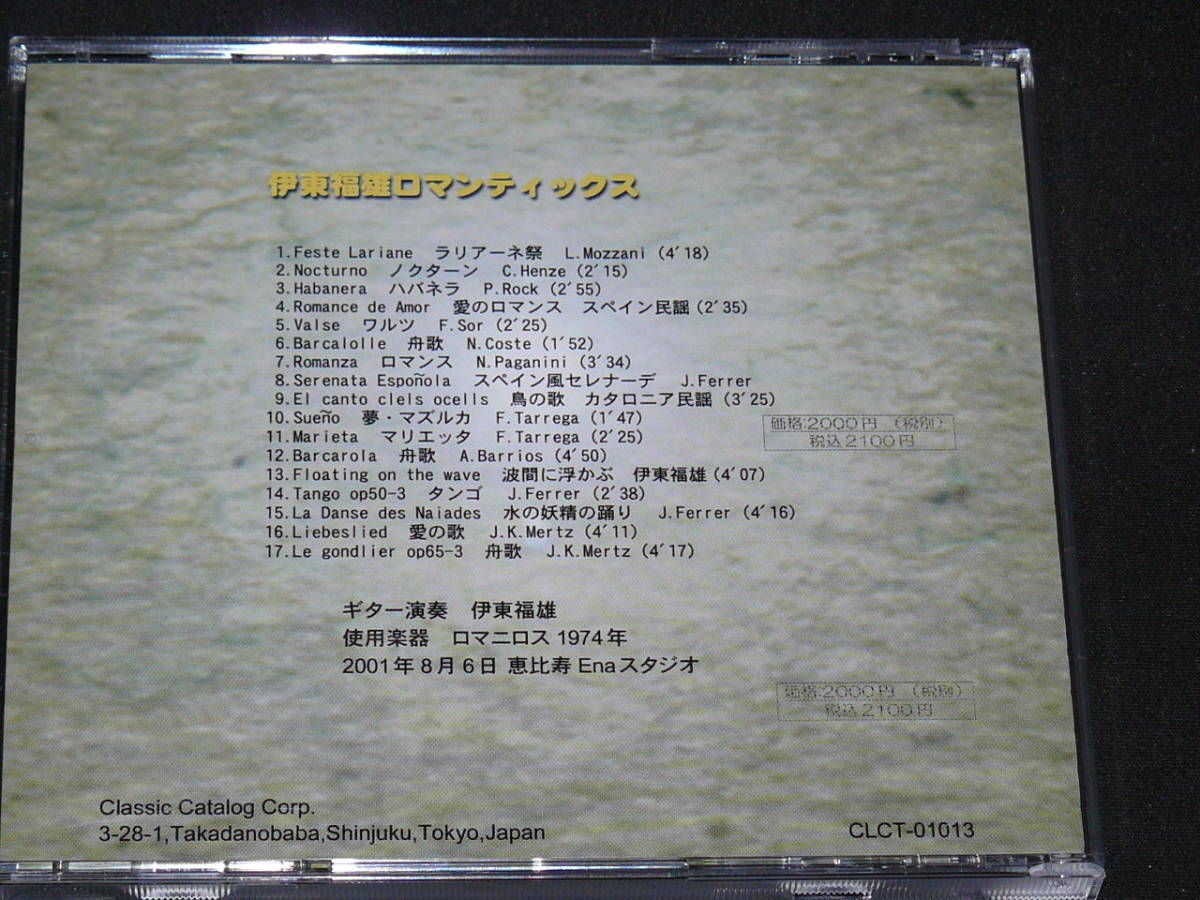 伊東福雄ロマンティックス
1.Feste Lariane ラリアーネ祭 L.Mozzani (4'18)
2.Nocturno ノクターン C.Henze (2'15)
3.Habanera ハバネラ P.Rock (2'55)
4.Romance de Amor 愛のロマンス スペイン民謡 (2'35)
5.Valse ワルツ F.Sor (2'25)
6.Barcalolle 舟歌 N.Coste (1'52)
7.Romanza ロマンス N.Paganini (3'34)
8.Serenata Espoñola スペイン風セレナーデ J.Ferrer
9.El canto clels ocells 鳥の歌 カタロニア民謡 (3'25)
10.Sueño 夢・マズルカ F.Tarrega (1'47)
11.Marieta マリエッタ F.Tarrega (2'25)
12.Barcarola 舟歌 A.Barrios (4'50)
13.Floating on the wave 波間に浮かぶ 伊東福雄 (4'07)
14.Tango op50-3 タンゴ J.Ferrer (2'38)
15.La Danse des Naiades 水の妖精の踊り J.Ferrer (4'16)
16.Liebeslied 愛の歌 J.K.Mertz (4'11)
17.Le gondlier op65-3 舟歌 J.K.Mertz (4'17)
価格:2000円 (税別)
税込2100円
ギター演奏 伊東福雄
使用楽器 ロマニロス 1974年
2001年8月6日 恵比寿 Enaスタジオ
価格:2000円 (税別)
税込2100円
Classic Catalog Corp.
3-28-1,Takadanobaba,Shinjuku,Tokyo,Japan
CLCT-01013